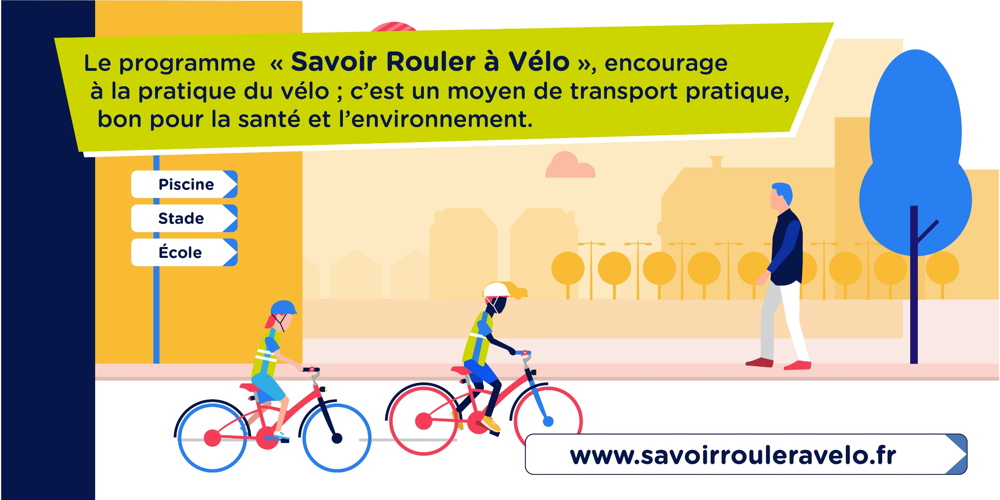 Le programme « Savoir Rouler à Vélo », encourage
à la pratique du vélo ; c’est un moyen de transport pratique,
bon pour la santé et l’environnement.
Piscine
Stade
École
www.savoirrouleravelo.fr